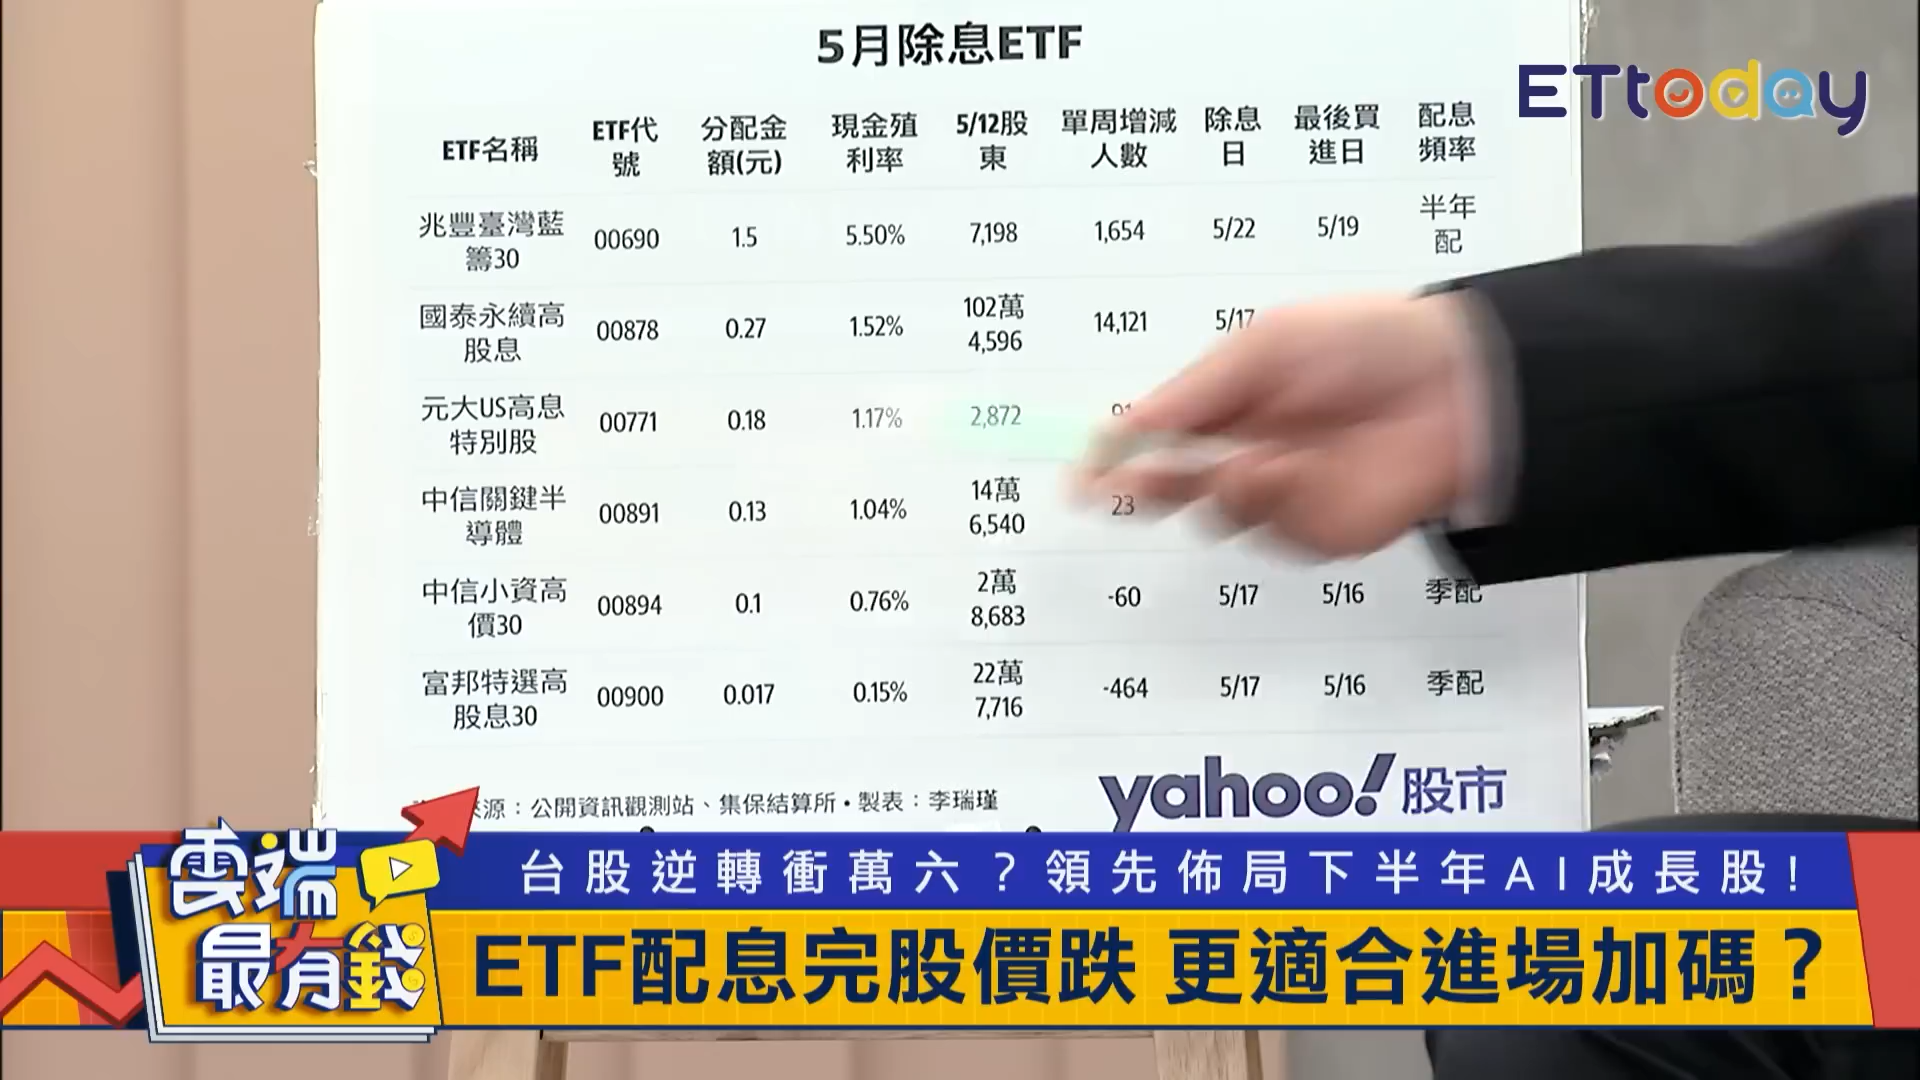 5月除息ETF
ETtoday
ETF名稱 ETF代號 分配金額(元) 現金殖利率 5/12股東 單周增減人數 除息日 最後買進日 配息頻率
兆豐臺灣藍籌30 00690 1.5 5.50% 7,198 1,654 5/22 5/19 半年配
國泰永續高股息 00878 0.27 1.52% 102萬4,596 14,121 5/17
元大US高息特別股 00771 0.18 1.17% 2,872
中信關鍵半導體 00891 0.13 1.04% 14萬6,540 23
中信小資高價30 00894 0.1 0.76% 2萬8,683 -60 5/17 5/16 季配
富邦特選高股息30 00900 0.017 0.15% 22萬7,716 -464 5/17 5/16 季配
源：公開資訊觀測站、集保結算所•製表：李瑞瑾
yahoo!股市
雲端最有錢
台股逆轉衝萬六？領先佈局下半年AI成長股!
ETF配息完股價跌 更適合進場加碼？